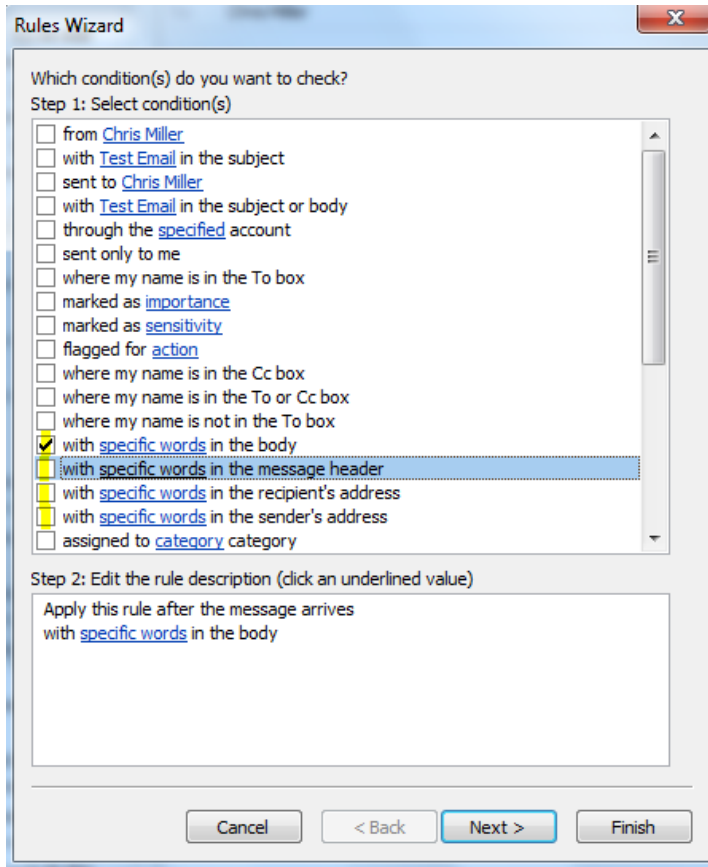 Rules Wizard
Which condition(s) do you want to check?
Step 1: Select condition(s)
from Chris Miller
with Test Email in the subject
sent to Chris Miller
with Test Email in the subject or body
through the specified account
sent only to me
where my name is in the To box
marked as importance
marked as sensitivity
flagged for action
where my name is in the Cc box
where my name is in the To or Cc box
where my name is not in the To box
with specific words in the body
with specific words in the message header
with specific words in the recipient's address
with specific words in the sender's address
assigned to category category
Step 2: Edit the rule description (click an underlined value)
Apply this rule after the message arrives
with specific words in the body
Cancel < Back Next > Finish